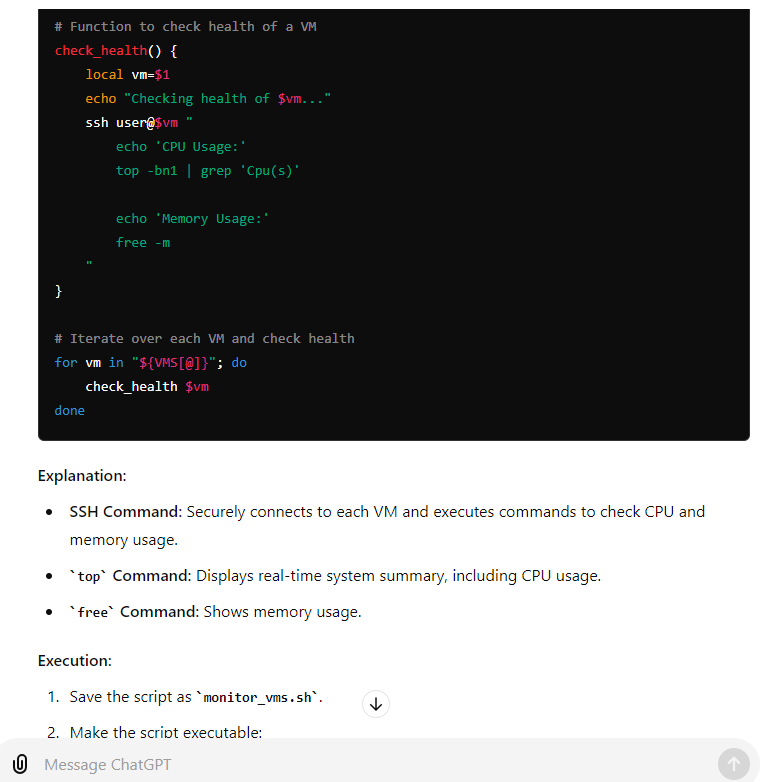 # Function to check health of a VM
check_health() {
    local vm=$1
    echo "Checking health of $vm..."
    ssh user@$vm "
        echo 'CPU Usage:'
        top -bn1 | grep 'Cpu(s)'

        echo 'Memory Usage:'
        free -m
    "
}

# Iterate over each VM and check health
for vm in "${VMS[@]}"; do
    check_health $vm
done
Explanation:
• SSH Command: Securely connects to each VM and executes commands to check CPU and
memory usage.
• `top` Command: Displays real-time system summary, including CPU usage.
• `free` Command: Shows memory usage.
Execution:
1. Save the script as `monitor_vms.sh`.
2. Make the script executable:
Message ChatGPT